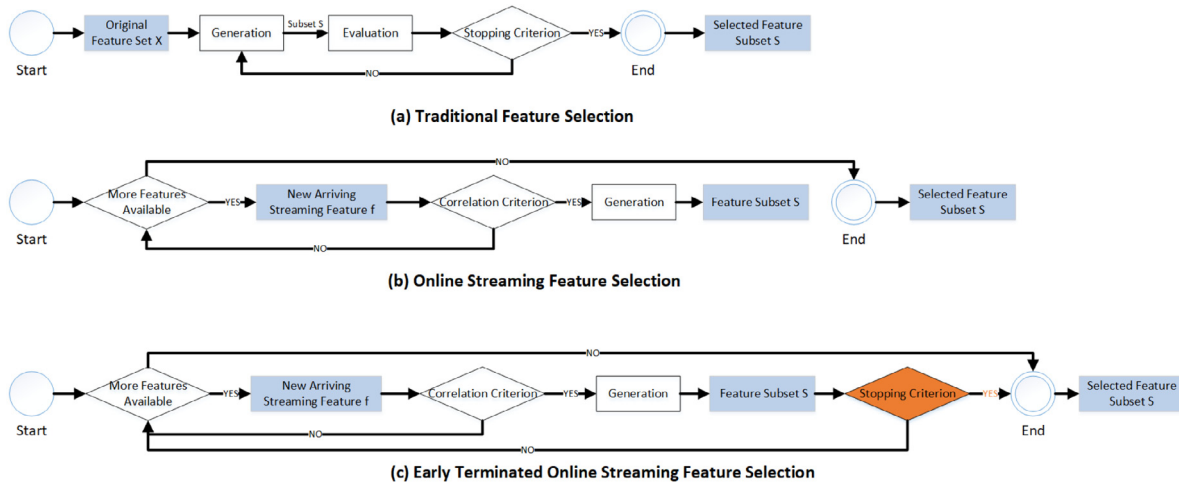 Start
Original
Feature Set X
Generation
Subset S
Evaluation
Stopping Criterion
YES
End
Selected Feature
Subset S
NO
(a) Traditional Feature Selection
NO
Start
More Features
Available
YES
New Arriving
Streaming Feature f
Correlation Criterion
YES
Generation
Feature Subset S
End
Selected Feature
Subset S
NO
(b) Online Streaming Feature Selection
NO
Start
More Features
Available
YES
New Arriving
Streaming Feature f
Correlation Criterion
YES
Generation
Feature Subset S
Stopping Criterion
YES
End
Selected Feature
Subset S
NO
NO
(c) Early Terminated Online Streaming Feature Selection